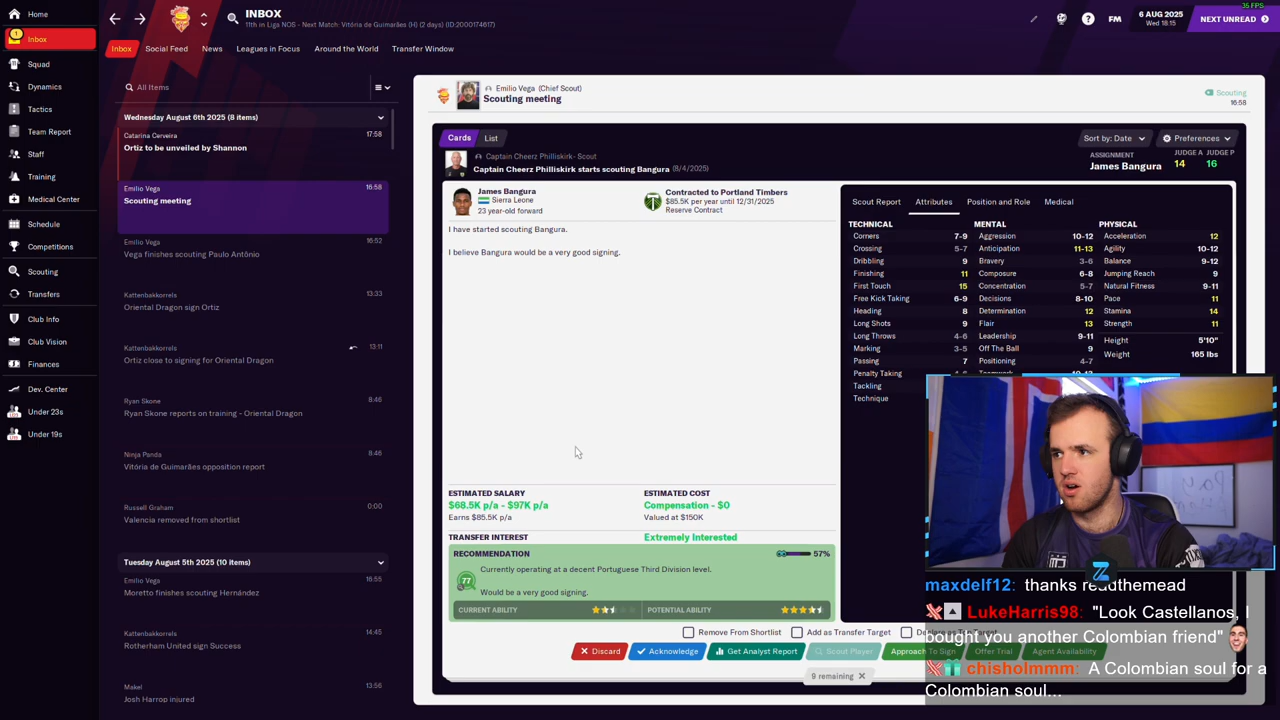 36 FPS
Home
Inbox
1
Squad
Dynamics
Tactics
Team Report
Staff
Training
Medical Center
Schedule
Competitions
Scouting
Transfers
Club Info
Club Vision
Finances
Dev. Center
Under 23s
Under 19s
INBOX
11th in Liga NOS - Next Match: Vitória de Guimarães (H) (2 days) (ID:2000174617)
FM
6 AUG 2025
Wed 18:15
NEXT UNREAD
Inbox
Social Feed
News
Leagues in Focus
Around the World
Transfer Window
All Items
Wednesday August 6th 2025 (8 items)
Catarina Cerveira 17:58
Ortiz to be unveiled by Shannon
Emilio Vega 16:58
Scouting meeting
Emilio Vega 16:52
Vega finishes scouting Paulo Antônio
Kattenbakkorrels 13:33
Oriental Dragon sign Ortiz
Kattenbakkorrels 13:11
Ortiz close to signing for Oriental Dragon
Ryan Skone 8:46
Ryan Skone reports on training - Oriental Dragon
Ninja Panda 8:46
Vitória de Guimarães opposition report
Russell Graham 0:00
Valencia removed from shortlist
Tuesday August 5th 2025 (10 items)
Emilio Vega 16:55
Moretto finishes scouting Hernández
Kattenbakkorrels 14:45
Rotherham United sign Success
Makel 13:56
Josh Harrop injured
Emilio Vega (Chief Scout)
Scouting meeting
Scouting
16:58
Cards
List
Sort by: Date
Preferences
Captain Cheerz Philliskirk - Scout
Captain Cheerz Philliskirk starts scouting Bangura (8/4/2025)
ASSIGNMENT
James Bangura
JUDGE A
14
JUDGE P
16
James Bangura
Sierra Leone
23 year-old forward
Contracted to Portland Timbers
$85.5K per year until 12/31/2025
Reserve Contract
I have started scouting Bangura.
I believe Bangura would be a very good signing.
ESTIMATED SALARY
$68.5K p/a - $97K p/a
Earns $85.5K p/a
ESTIMATED COST
Compensation - $0
Valued at $150K
TRANSFER INTEREST
Extremely Interested
RECOMMENDATION
57%
77
Currently operating at a decent Portuguese Third Division level.
Would be a very good signing.
CURRENT ABILITY
POTENTIAL ABILITY
Scout Report
Attributes
Position and Role
Medical
TECHNICAL
Corners 7-9
Crossing 5-7
Dribbling 9
Finishing 11
First Touch 15
Free Kick Taking 6-9
Heading 8
Long Shots 9
Long Throws 4-6
Marking 3-5
Passing 7
Penalty Taking
Tackling
Technique
MENTAL
Aggression 10-12
Anticipation 11-13
Bravery 3-6
Composure 6-8
Concentration 5-7
Decisions 8-10
Determination 12
Flair 13
Leadership 9-11
Off The Ball 9
Positioning 4-7
PHYSICAL
Acceleration 12
Agility 10-12
Balance 9-12
Jumping Reach 9
Natural Fitness 9-11
Pace 11
Stamina 14
Strength 11
Height 5'10"
Weight 165 lbs
Remove From Shortlist
Add as Transfer Target
Discard
Acknowledge
Get Analyst Report
Scout Player
Approach To Sign
Offer Trial
Agent Availability
9 remaining
maxdelf12: thanks readthemead
LukeHarris98: "Look Castellanos, I
bought you another Colombian friend"
chisholmmm: A Colombian soul for a
Colombian soul...